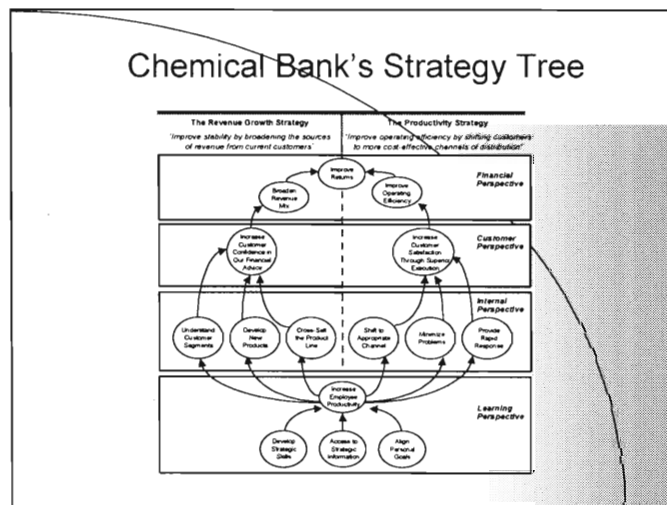 Chemical Bank's Strategy Tree
The Revenue Growth Strategy
'Improve stability by broadening the sources
of revenue from current customers'
The Productivity Strategy
'Improve operating efficiency by shifting customers
to more cost-effective channels of distribution'
Financial
Perspective
Improve
Returns
Broaden
Revenue
Mix
Improve
Operating
Efficiency
Customer
Perspective
Increase
Customer
Confidence in
Our Financial
Advice
Increase
Customer
Satisfaction
Through Superior
Execution
Internal
Perspective
Understand
Customer
Segments
Develop
New
Products
Cross-Sell
the Product
Line
Shift to
Appropriate
Channel
Minimize
Problems
Provide
Rapid
Response
Increase
Employee
Productivity
Learning
Perspective
Develop
Strategic
Skills
Access to
Strategic
Information
Align
Personal
Goals